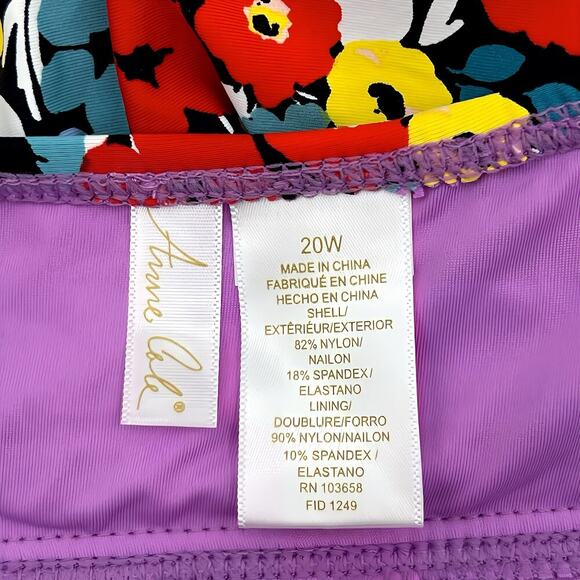 Anne Cole®
20W
MADE IN CHINA
FABRIQUÉ EN CHINE
HECHO EN CHINA
SHELL/
EXTÉRIÉUR/EXTERIOR
82% NYLON/
NAILON
18% SPANDEX/
ELASTANO
LINING/
DOUBLURE/FORRO
90% NYLON/NAILON
10% SPANDEX/
ELASTANO
RN 103658
FID 1249